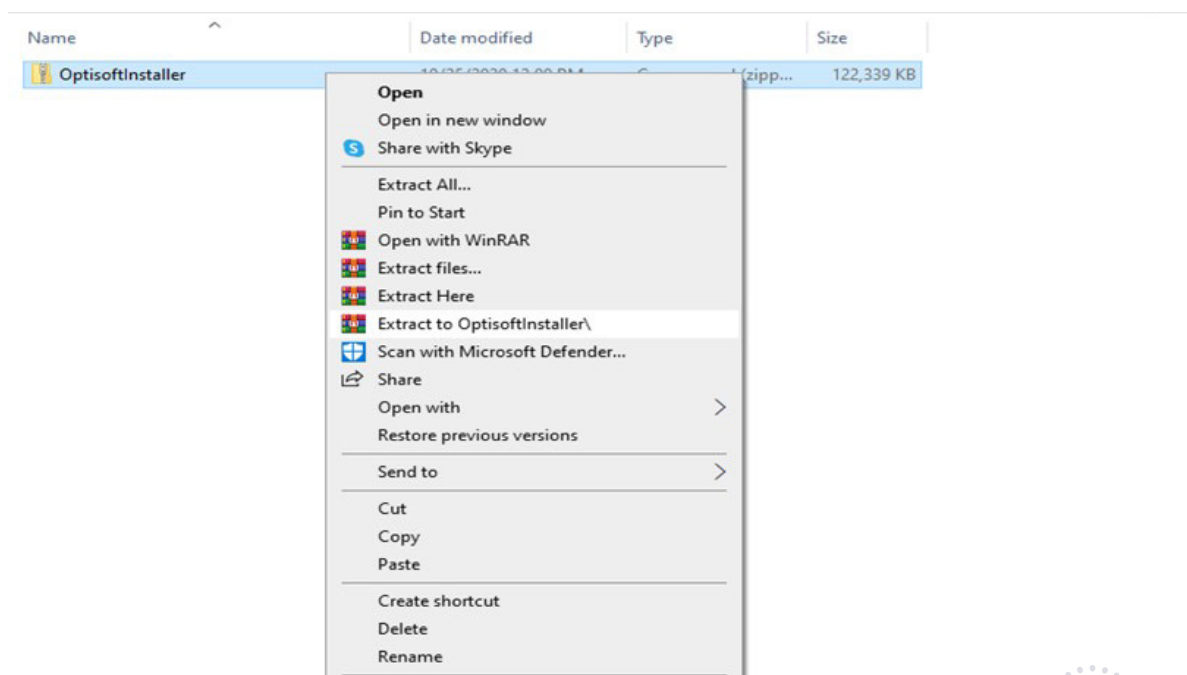 Name Date modified Type Size
OptisoftInstaller (zipp... 122,339 KB
Open
Open in new window
Share with Skype
Extract All...
Pin to Start
Open with WinRAR
Extract files...
Extract Here
Extract to OptisoftInstaller\
Scan with Microsoft Defender...
Share
Open with
Restore previous versions
Send to
Cut
Copy
Paste
Create shortcut
Delete
Rename